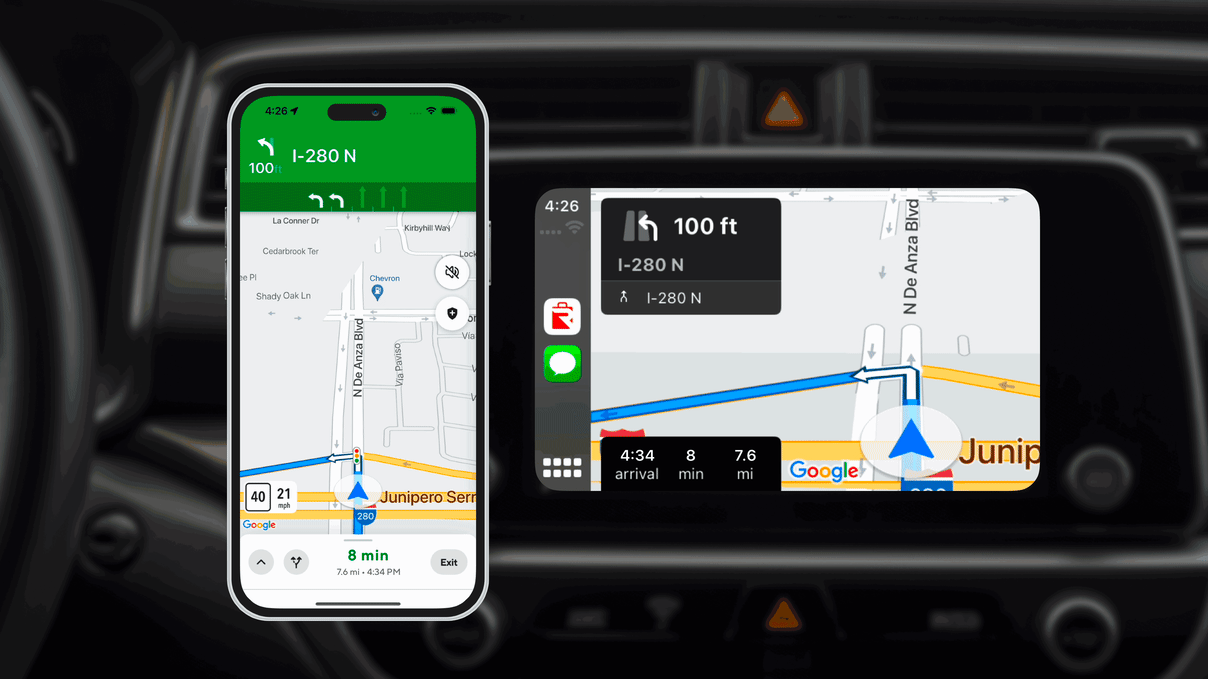 4:26
100 ft
I-280 N
La Conner Dr
Kirbyhill Way
Cedarbrook Ter
Lock
ee Pl
Chevron
Shady Oak Ln
Via
N De Anza Blvd
Via Paviso
40
21
mph
Junipero Serr
280
Google
8 min
7.6 mi • 4:34 PM
Exit
4:26
100 ft
I-280 N
I-280 N
N De Anza Blvd
4:34 8 7.6
arrival min mi
Google
Junip